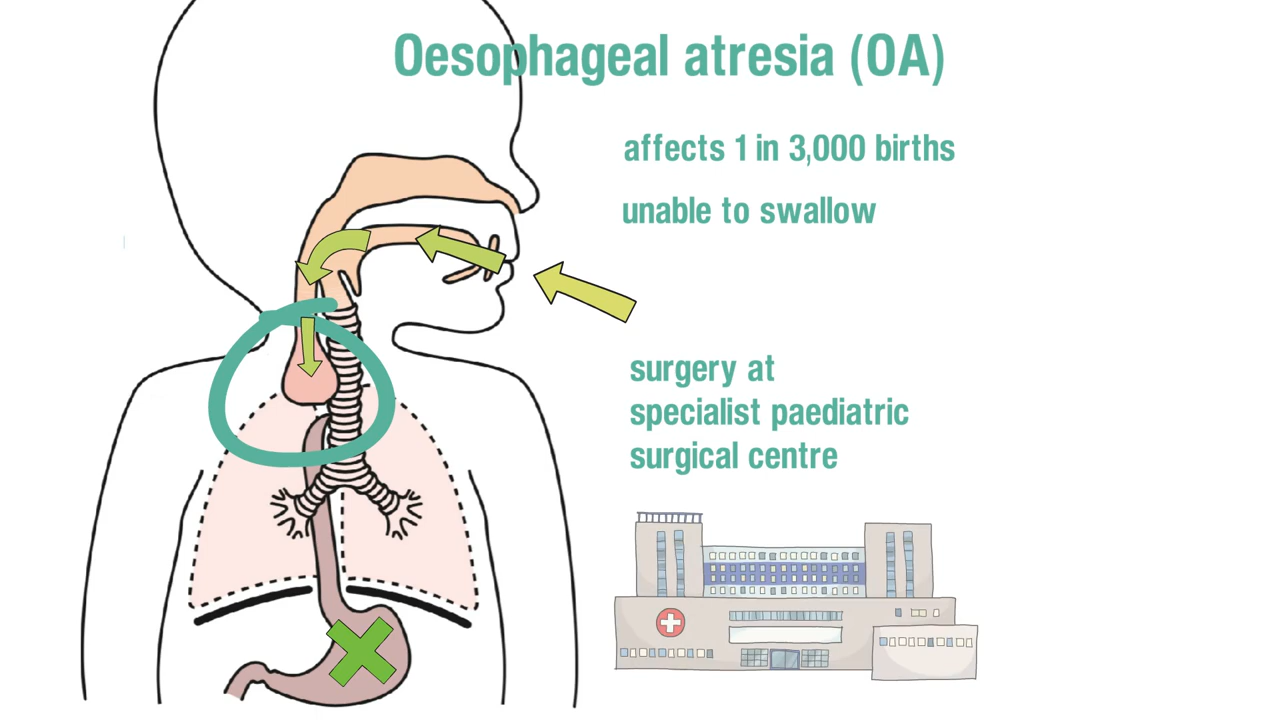 Oesophageal atresia (OA)
affects 1 in 3,000 births
unable to swallow
surgery at
specialist paediatric
surgical centre